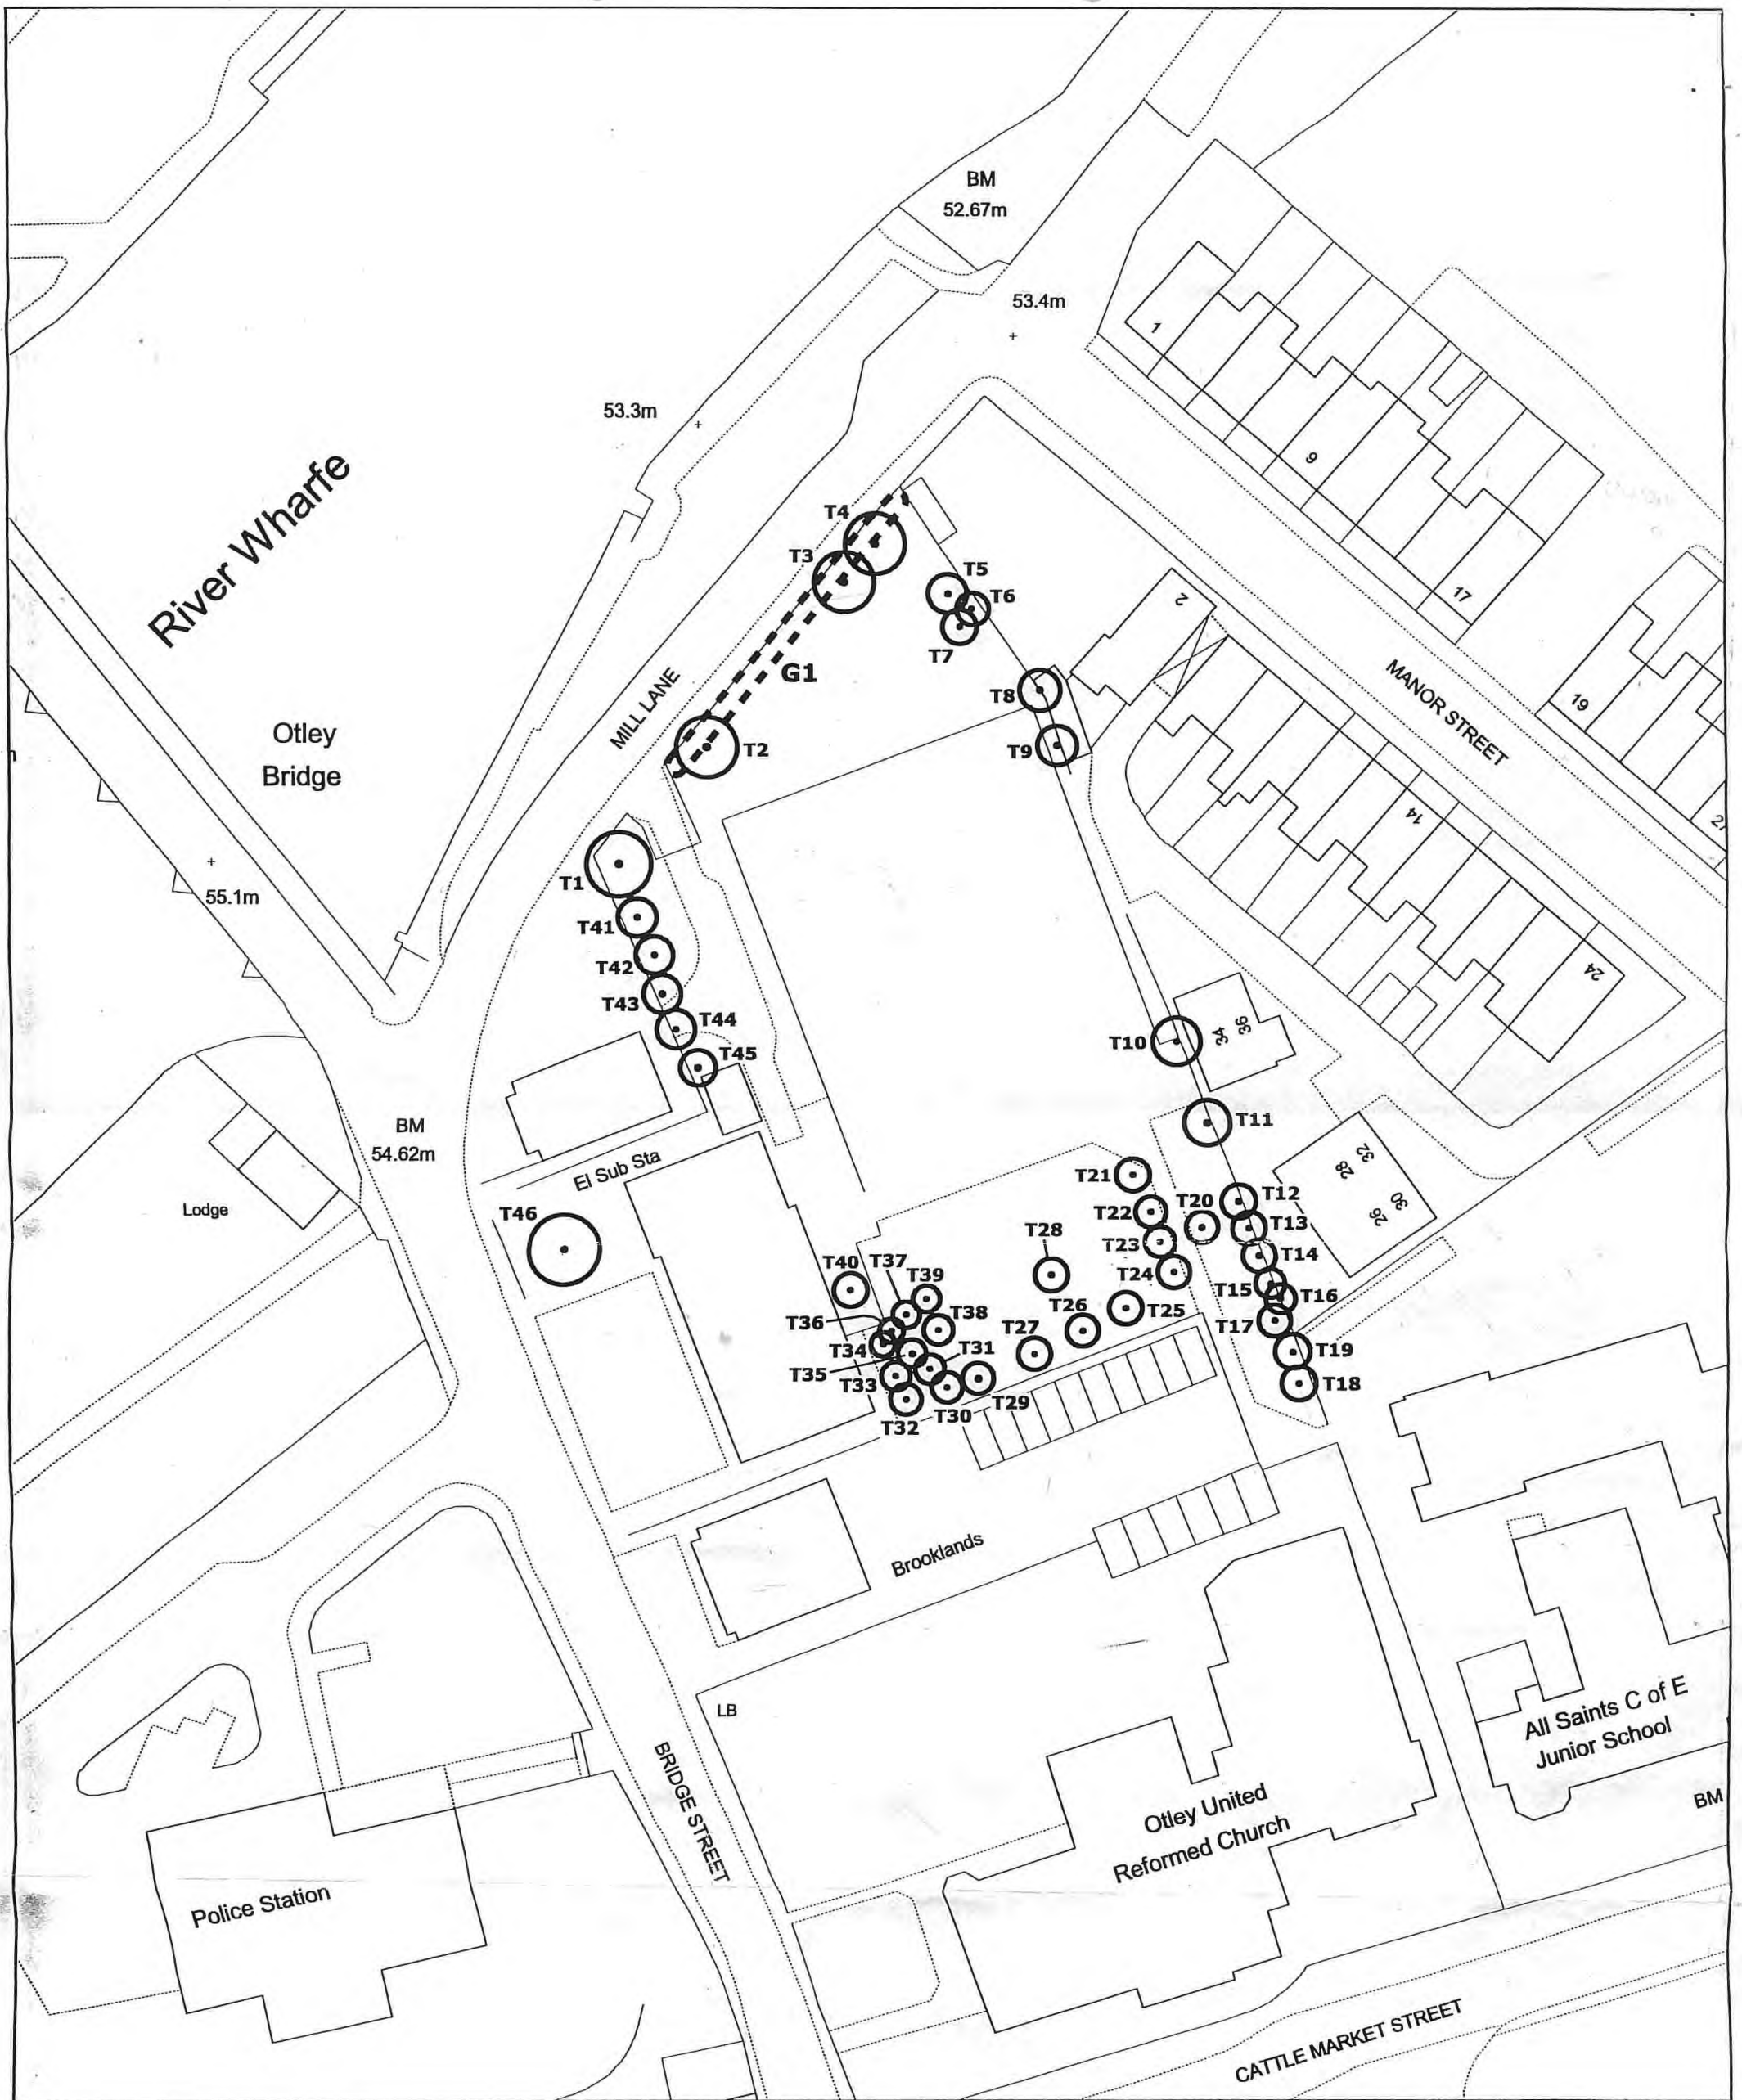 BM
52.67m
53.4m
1
53.3m
9
River Wharfe
T4
T3
T5
T6
17
2
T7
G1
MILL LANE
T8
MANOR STREET
19
T2
T9
Otley
Bridge
14
T1
55.1m
T41
T42
24
T43
T44
34
36
T10
T45
BM
54.62m
T11
El Sub Sta
32
28
T21
Lodge
T46
T22
T20
T12
30
26
T13
T28
T23
T14
T40
T37
T39
T24
T15
T16
T36
T38
T26
T25
T17
T34
T31
T27
T19
T35
T33
T18
T32
T30
T29
Brooklands
LB
All Saints C of E
Junior School
BRIDGE STREET
Otley United
Reformed Church
BM
Police Station
CATTLE MARKET STREET